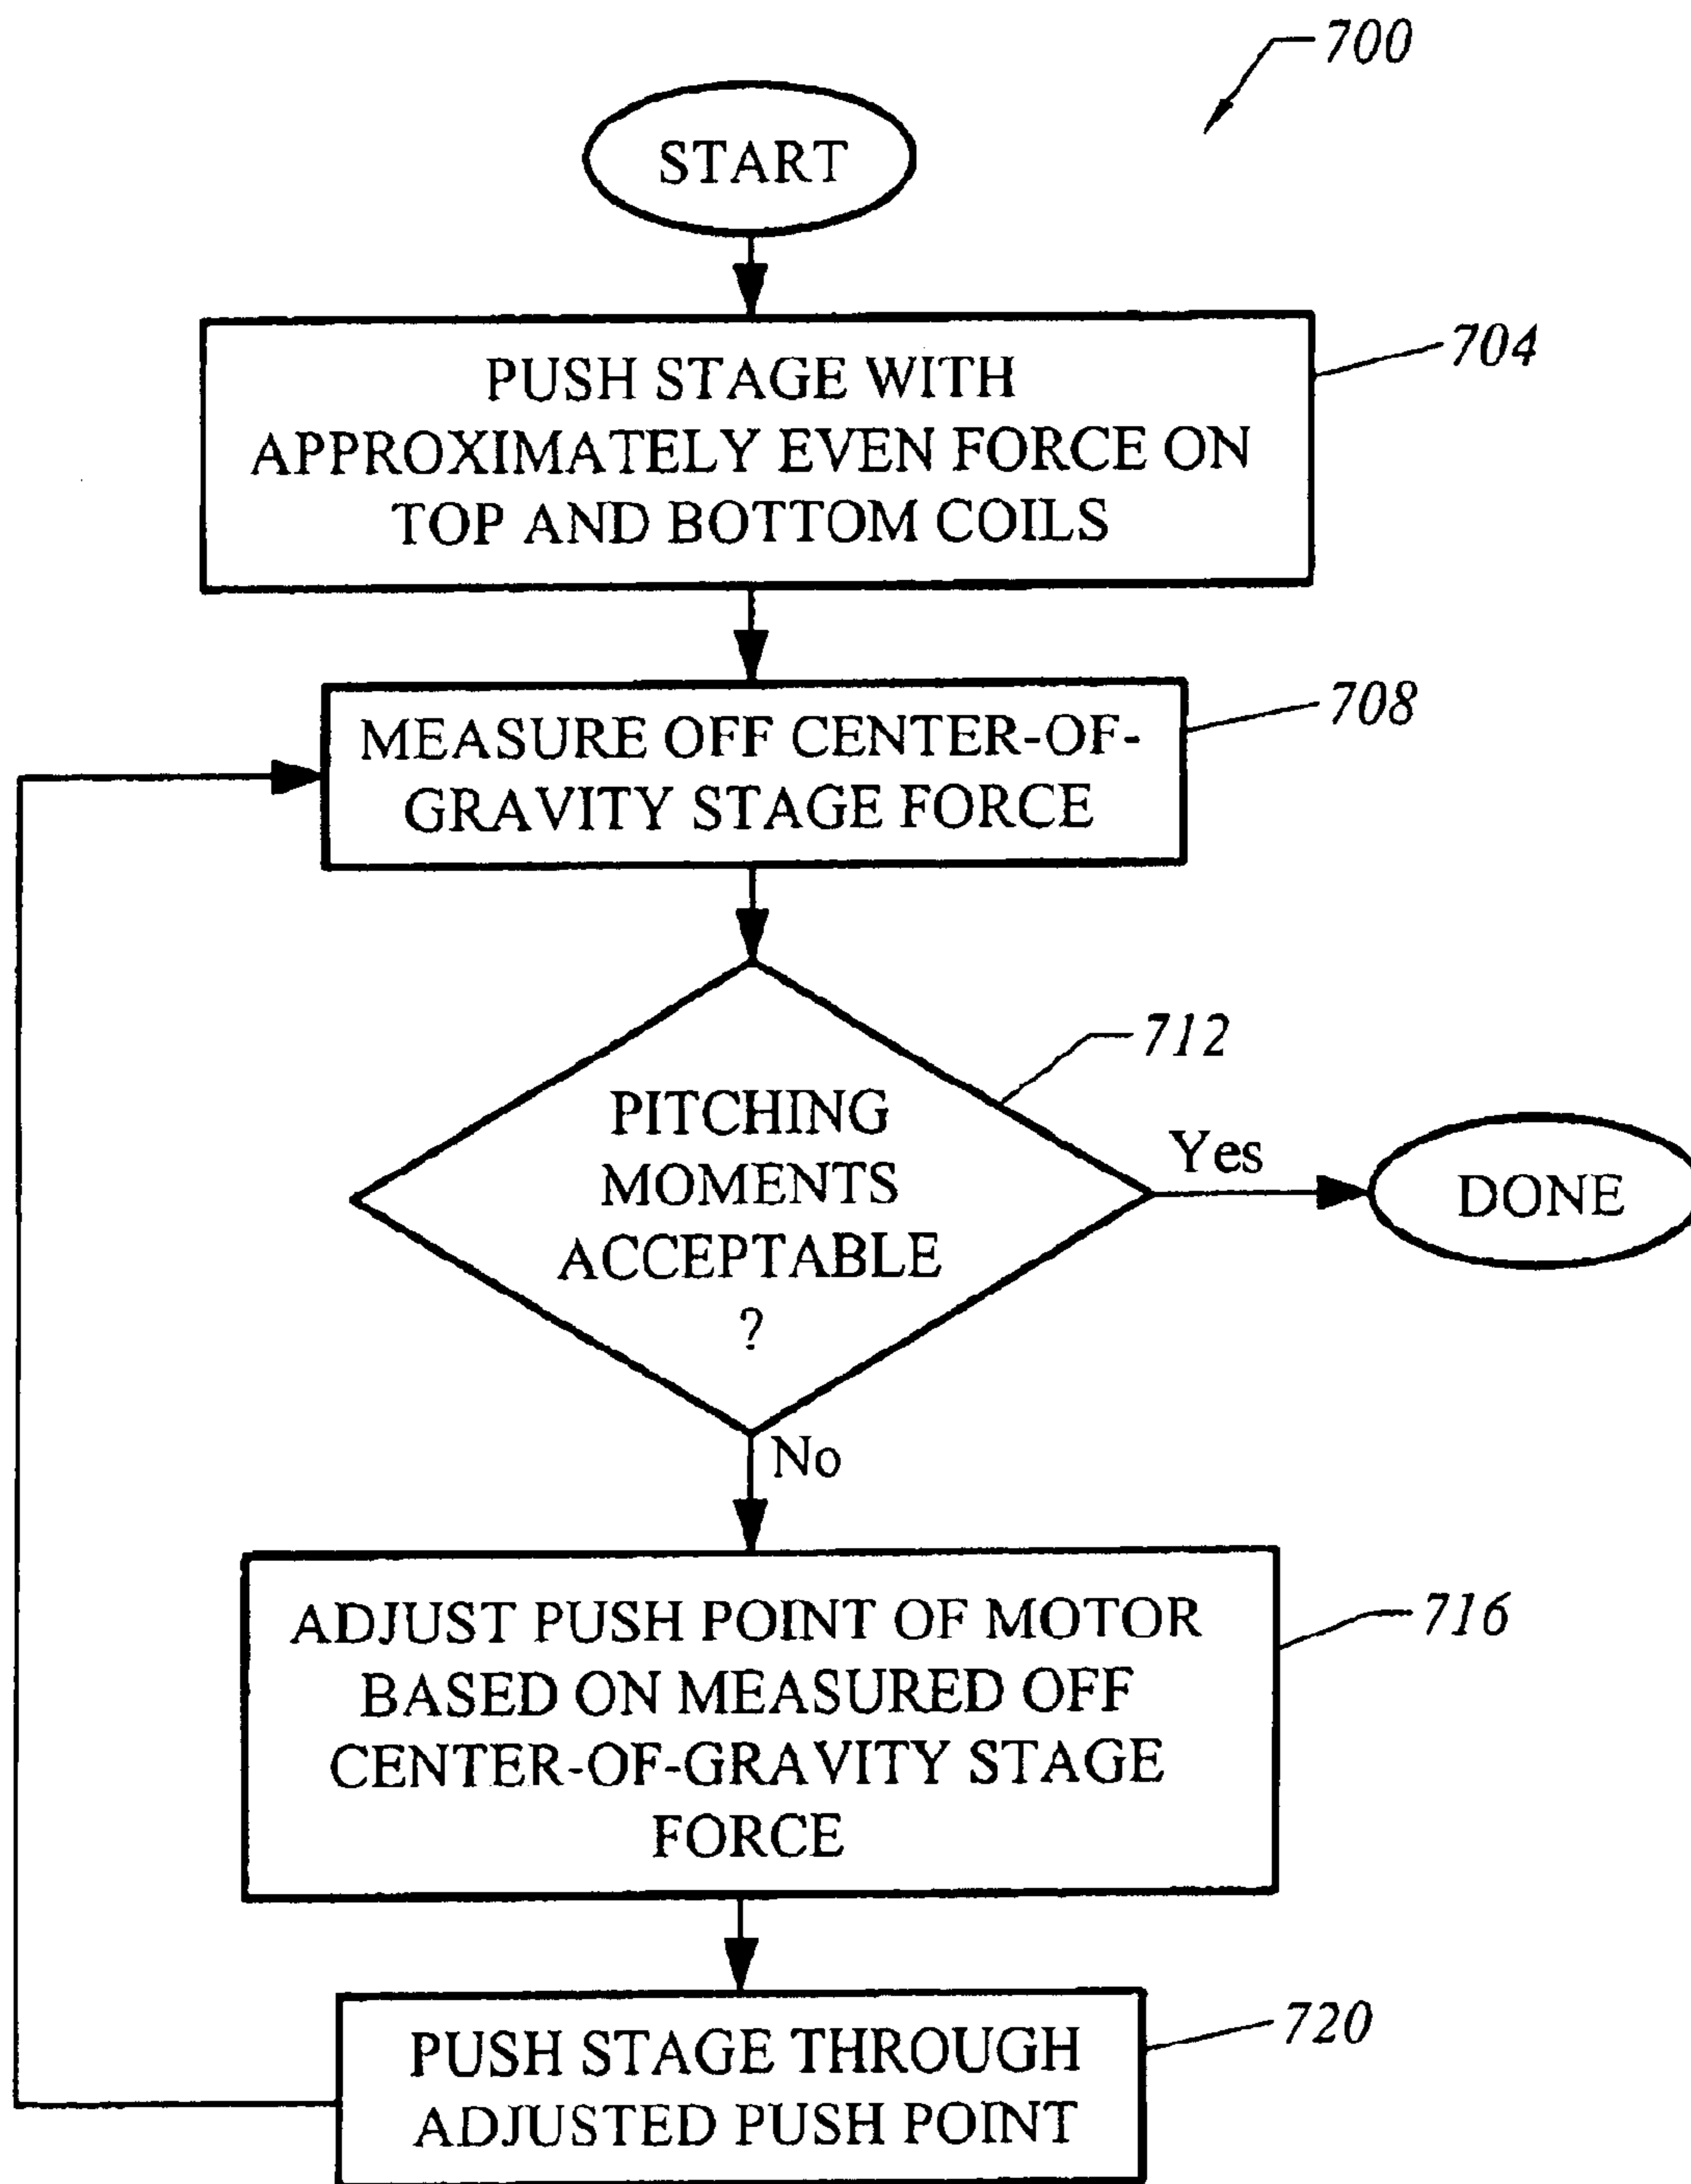 700
START
PUSH STAGE WITH
APPROXIMATELY EVEN FORCE ON
TOP AND BOTTOM COILS
704
MEASURE OFF CENTER-OF-
GRAVITY STAGE FORCE
708
PITCHING
MOMENTS
ACCEPTABLE
?
712
Yes
DONE
No
ADJUST PUSH POINT OF MOTOR
BASED ON MEASURED OFF
CENTER-OF-GRAVITY STAGE
FORCE
716
PUSH STAGE THROUGH
ADJUSTED PUSH POINT
720